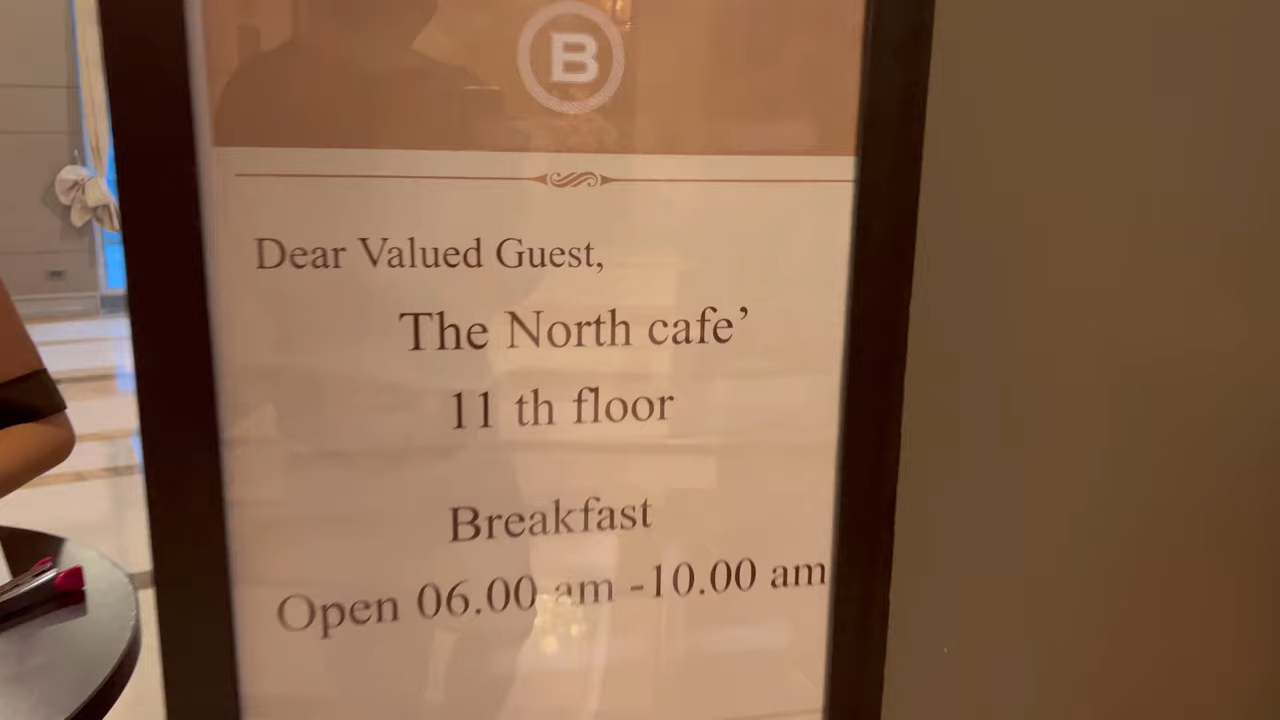 B
Dear Valued Guest,
The North cafe’
11 th floor
Breakfast
Open 06.00 am -10.00 am